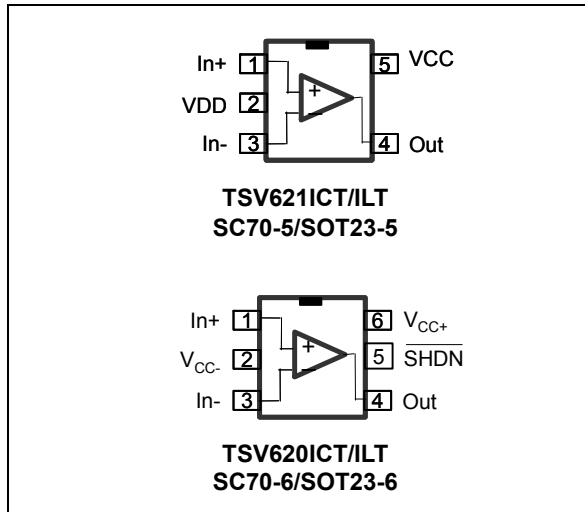 In+ 1 5 VCC
VDD 2 +
In- 3 4 Out
TSV621ICT/ILT
SC70-5/SOT23-5
In+ 1 6 VCC+
VCC- 2 + 5 SHDN
In- 3 4 Out
TSV620ICT/ILT
SC70-6/SOT23-6